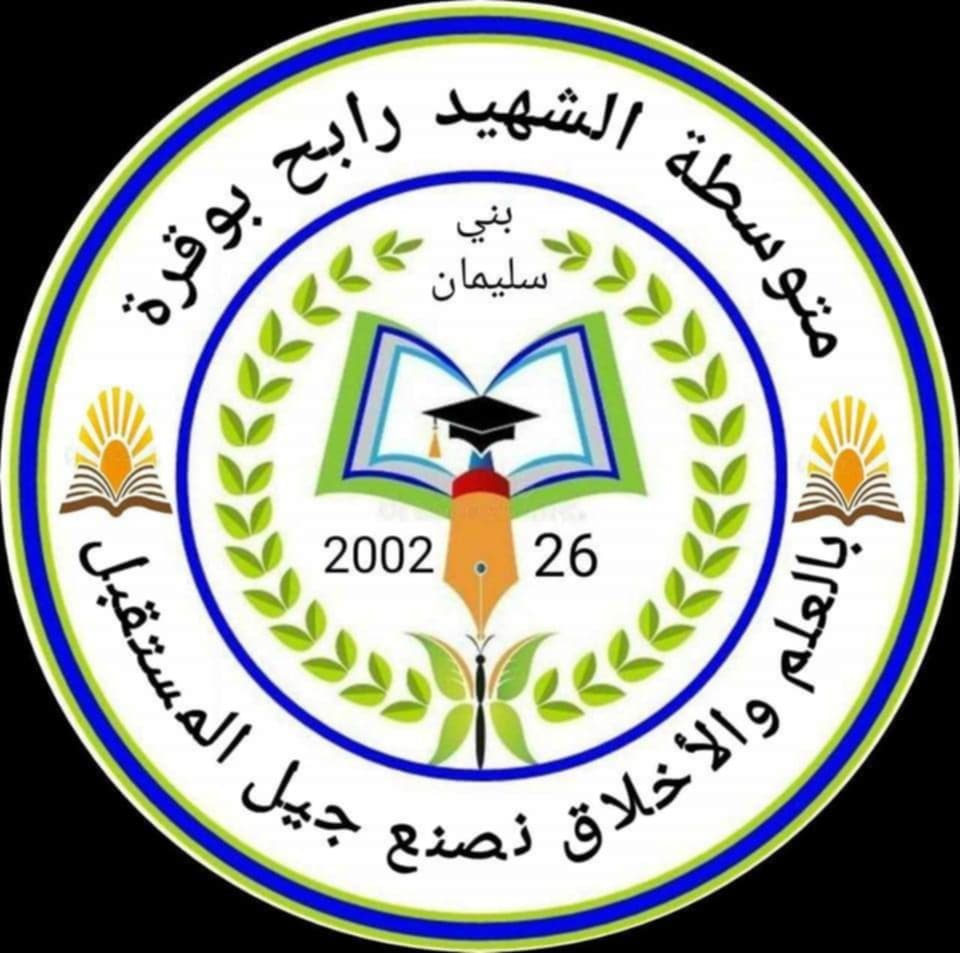 متوسطة الشهيد رابح بوقرة
بني
سليمان
2002 26
بالعلم والأخلاق نصنع جيل المستقبل